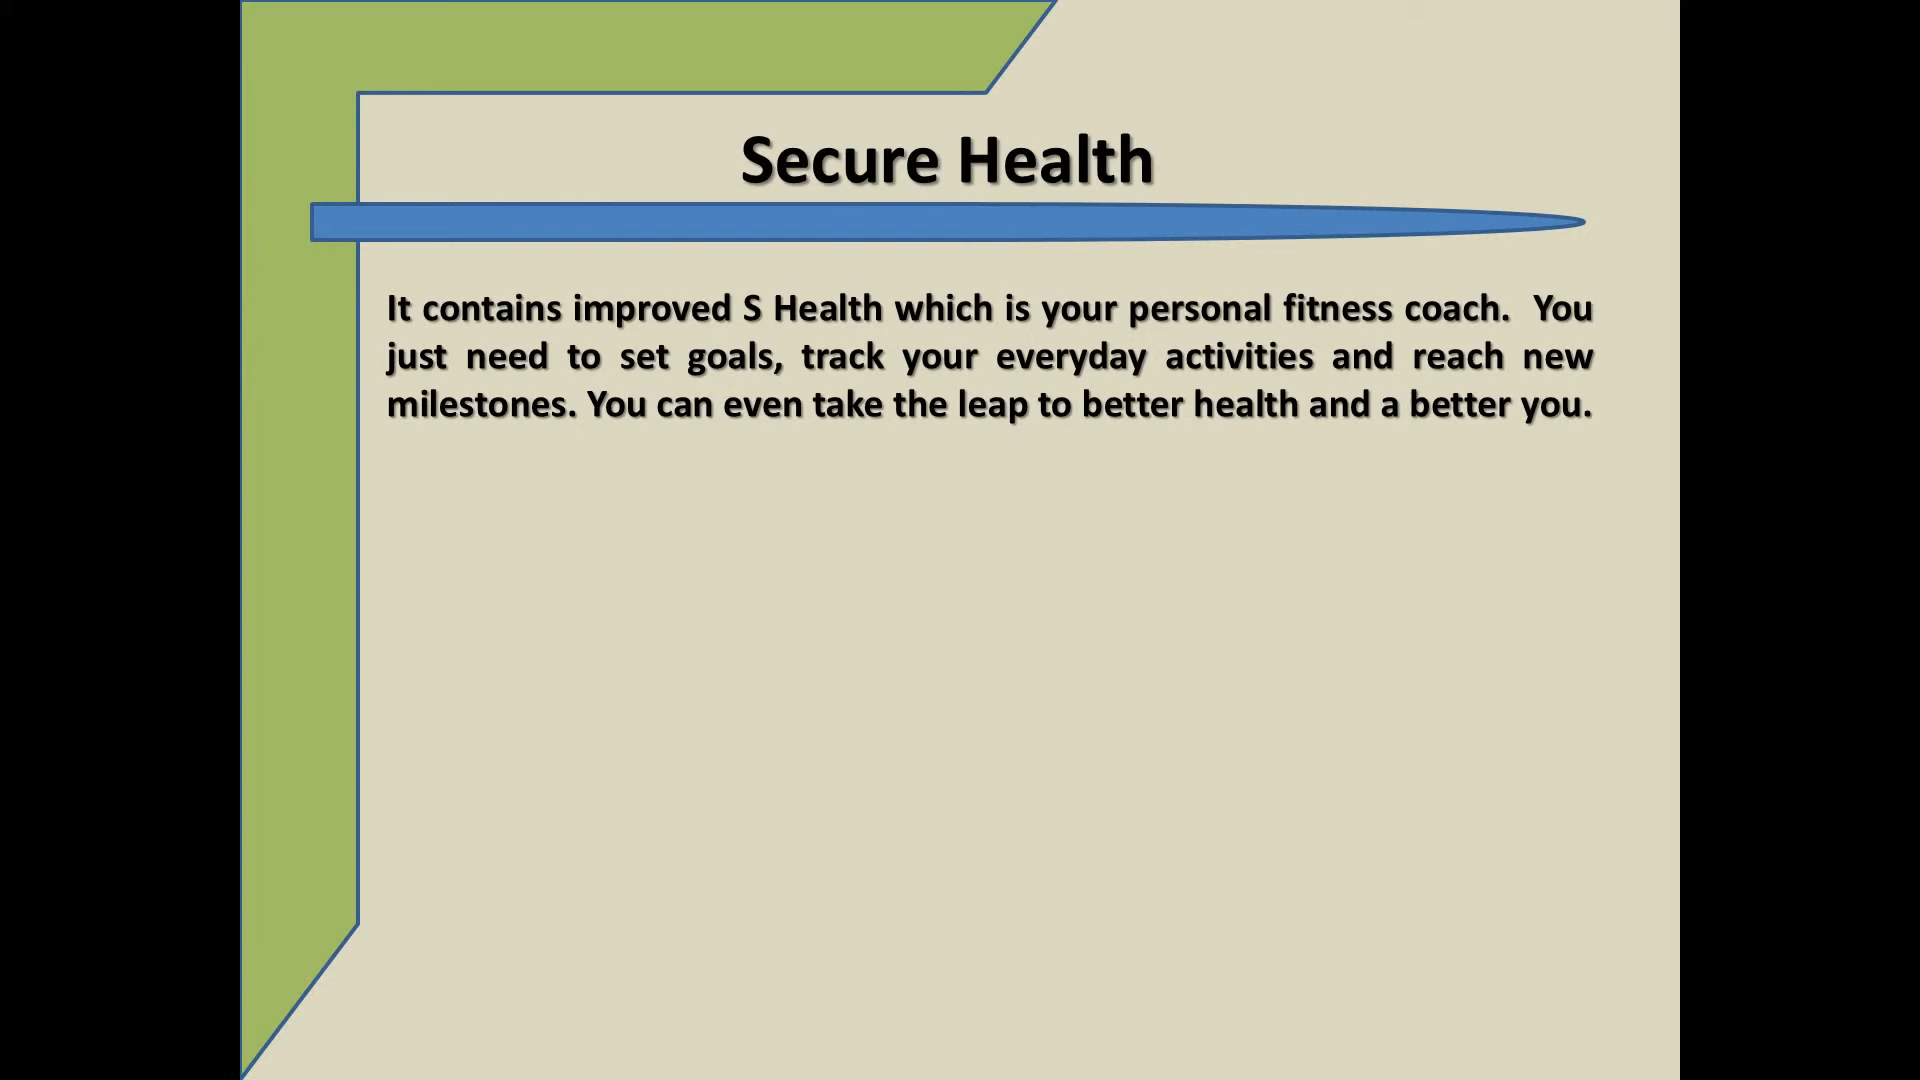 Secure Health
It contains improved S Health which is your personal fitness coach.  You
just need to set goals, track your everyday activities and reach new
milestones. You can even take the leap to better health and a better you.